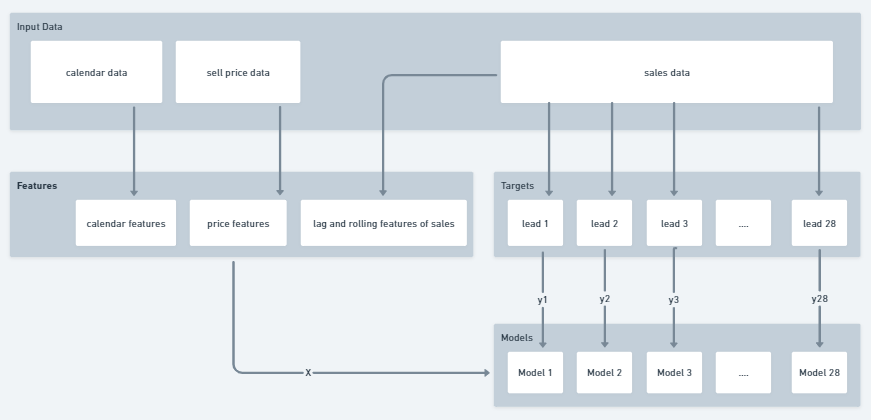 Input Data
calendar data
sell price data
sales data
Features
Targets
calendar features
price features
lag and rolling features of sales
lead 1
lead 2
lead 3
....
lead 28
y1
y2
y3
y28
Models
X
Model 1
Model 2
Model 3
....
Model 28